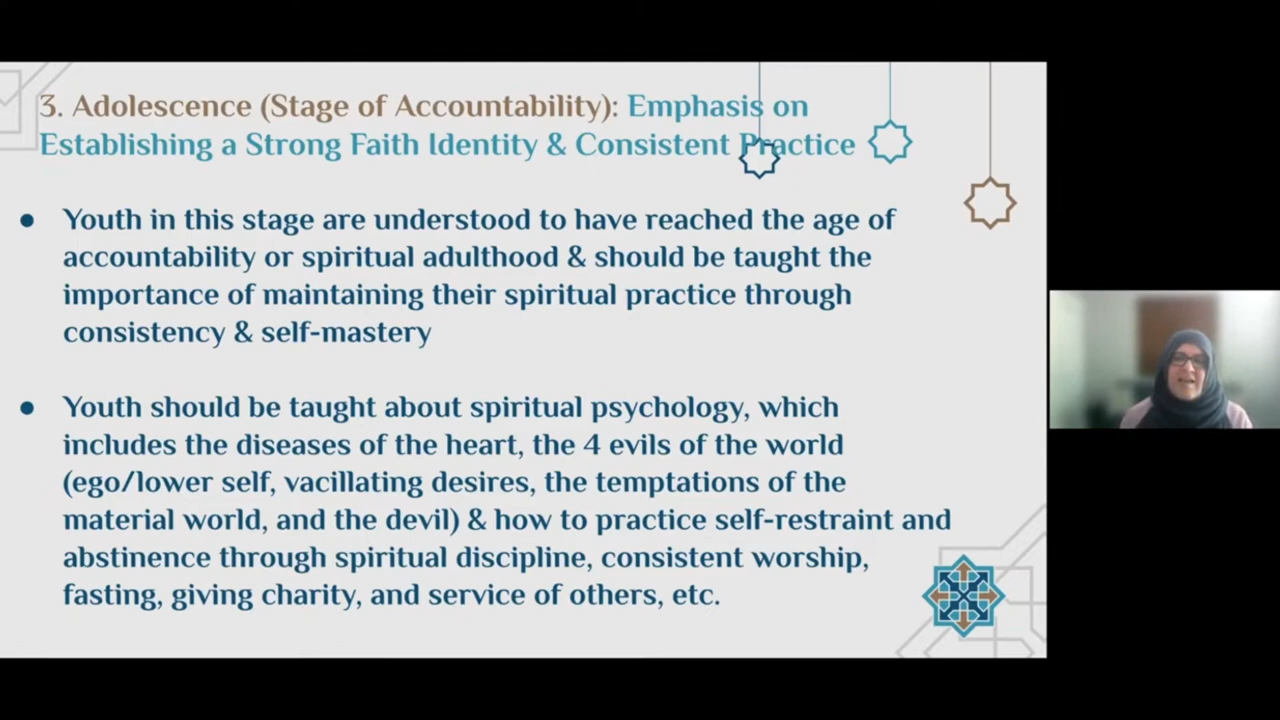 3. Adolescence (Stage of Accountability): Emphasis on
Establishing a Strong Faith Identity & Consistent Practice
● Youth in this stage are understood to have reached the age of
accountability or spiritual adulthood & should be taught the
importance of maintaining their spiritual practice through
consistency & self-mastery
● Youth should be taught about spiritual psychology, which
includes the diseases of the heart, the 4 evils of the world
(ego/lower self, vacillating desires, the temptations of the
material world, and the devil) & how to practice self-restraint and
abstinence through spiritual discipline, consistent worship,
fasting, giving charity, and service of others, etc.